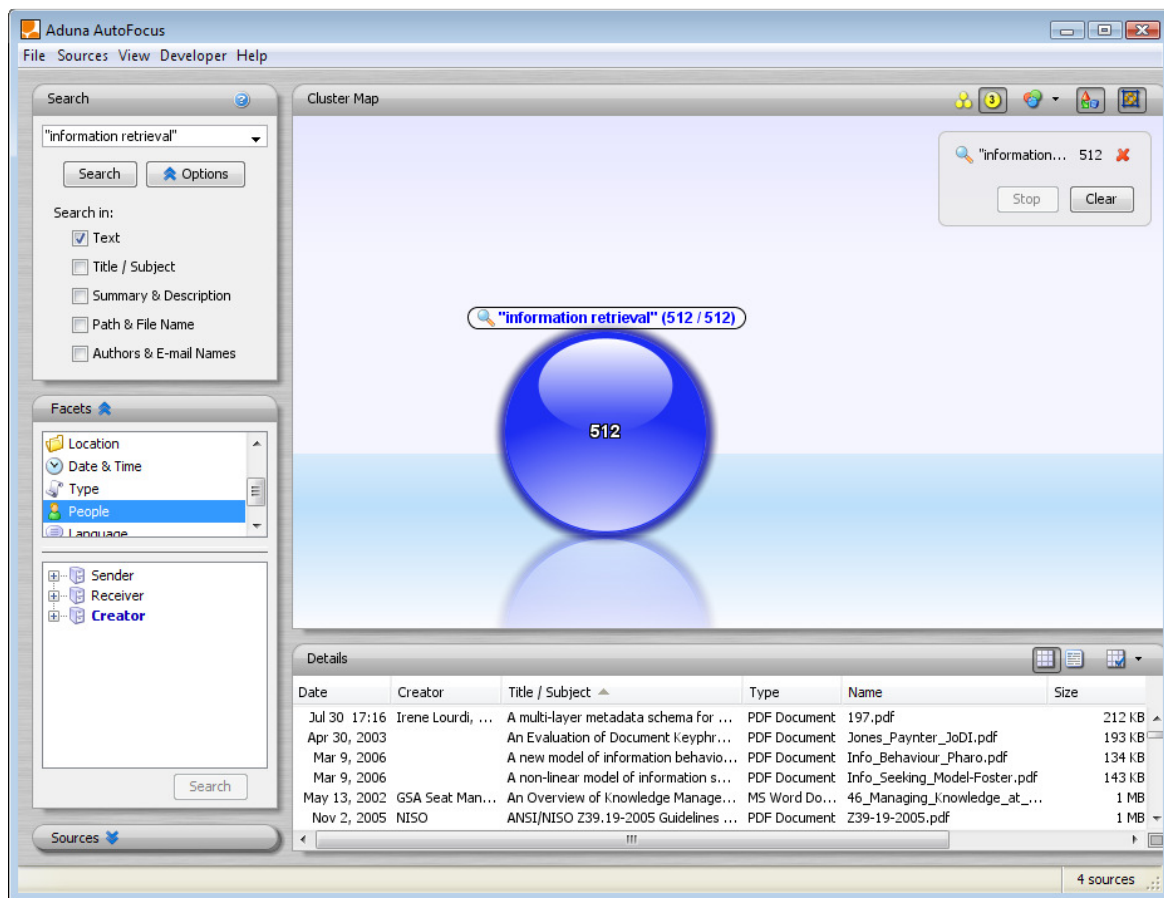 Aduna AutoFocus
File Sources View Developer Help
Search
"information retrieval"
Search Options
Search in:
Text
Title / Subject
Summary & Description
Path & File Name
Authors & E-mail Names
Facets
Location
Date & Time
Type
People
Language
Sender
Receiver
Creator
Search
Sources
Cluster Map
3
"information... 512
Stop Clear
"information retrieval" (512 / 512)
512
Details
Date Creator Title / Subject Type Name Size
Jul 30 17:16 Irene Lourdi, ... A multi-layer metadata schema for ... PDF Document 197.pdf 212 KB
Apr 30, 2003 An Evaluation of Document Keyphr... PDF Document Jones_Paynter_JoDI.pdf 193 KB
Mar 9, 2006 A new model of information behavio... PDF Document Info_Behaviour_Pharo.pdf 134 KB
Mar 9, 2006 A non-linear model of information s... PDF Document Info_Seeking_Model-Foster.pdf 143 KB
May 13, 2002 GSA Seat Man... An Overview of Knowledge Manage... MS Word Do... 46_Managing_Knowledge_at_... 1 MB
Nov 2, 2005 NISO ANSI/NISO Z39.19-2005 Guidelines ... PDF Document Z39-19-2005.pdf 1 MB
4 sources